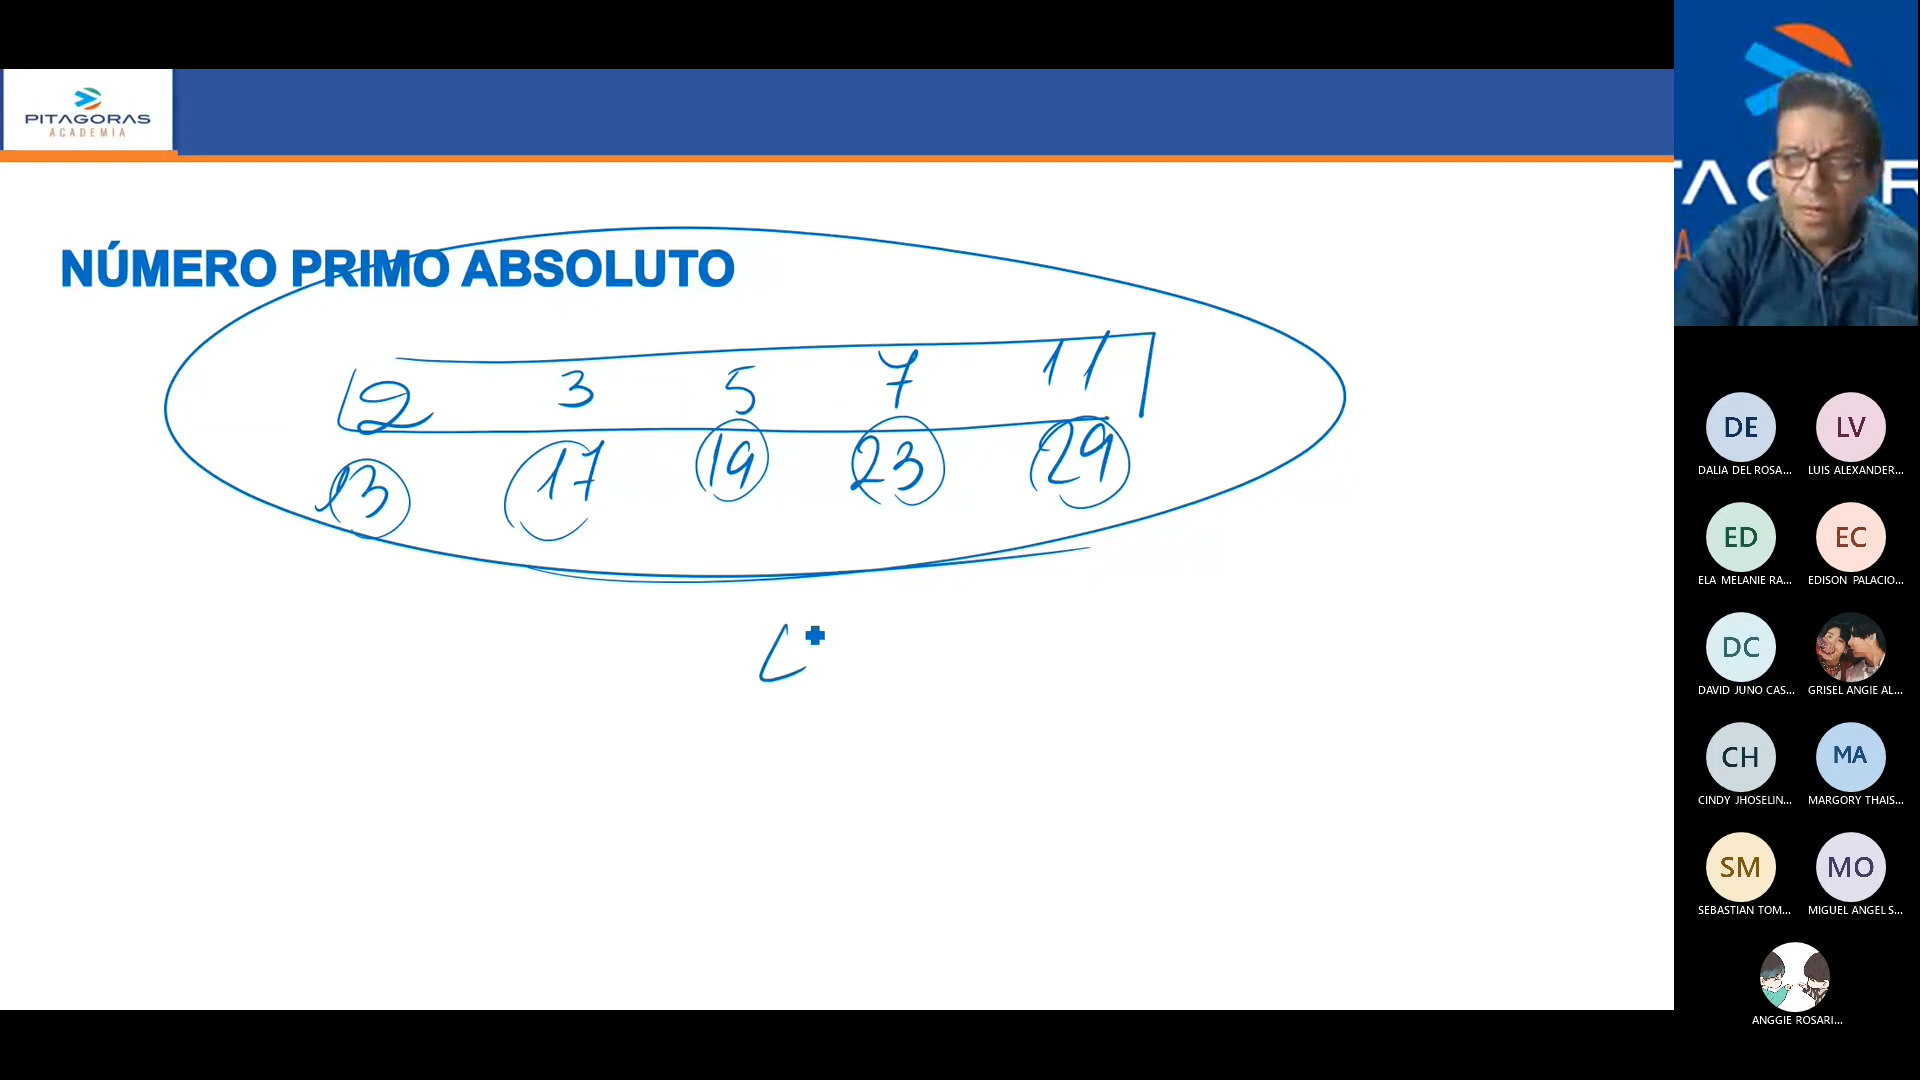 PITAGORAS
ACADEMIA
NÚMERO PRIMO ABSOLUTO
2 3 5 7 11
13 17 19 23 29
DE
LV
DALIA DEL ROSA...
LUIS ALEXANDER...
ED
EC
ELA MELANIE RA...
EDISON PALACIO...
DC
DAVID JUNO CAS...
GRISEL ANGIE AL...
CH
MA
CINDY JHOSELIN...
MARGORY THAIS...
SM
MO
SEBASTIAN TOM...
MIGUEL ANGEL S...
ANGGIE ROSARI...